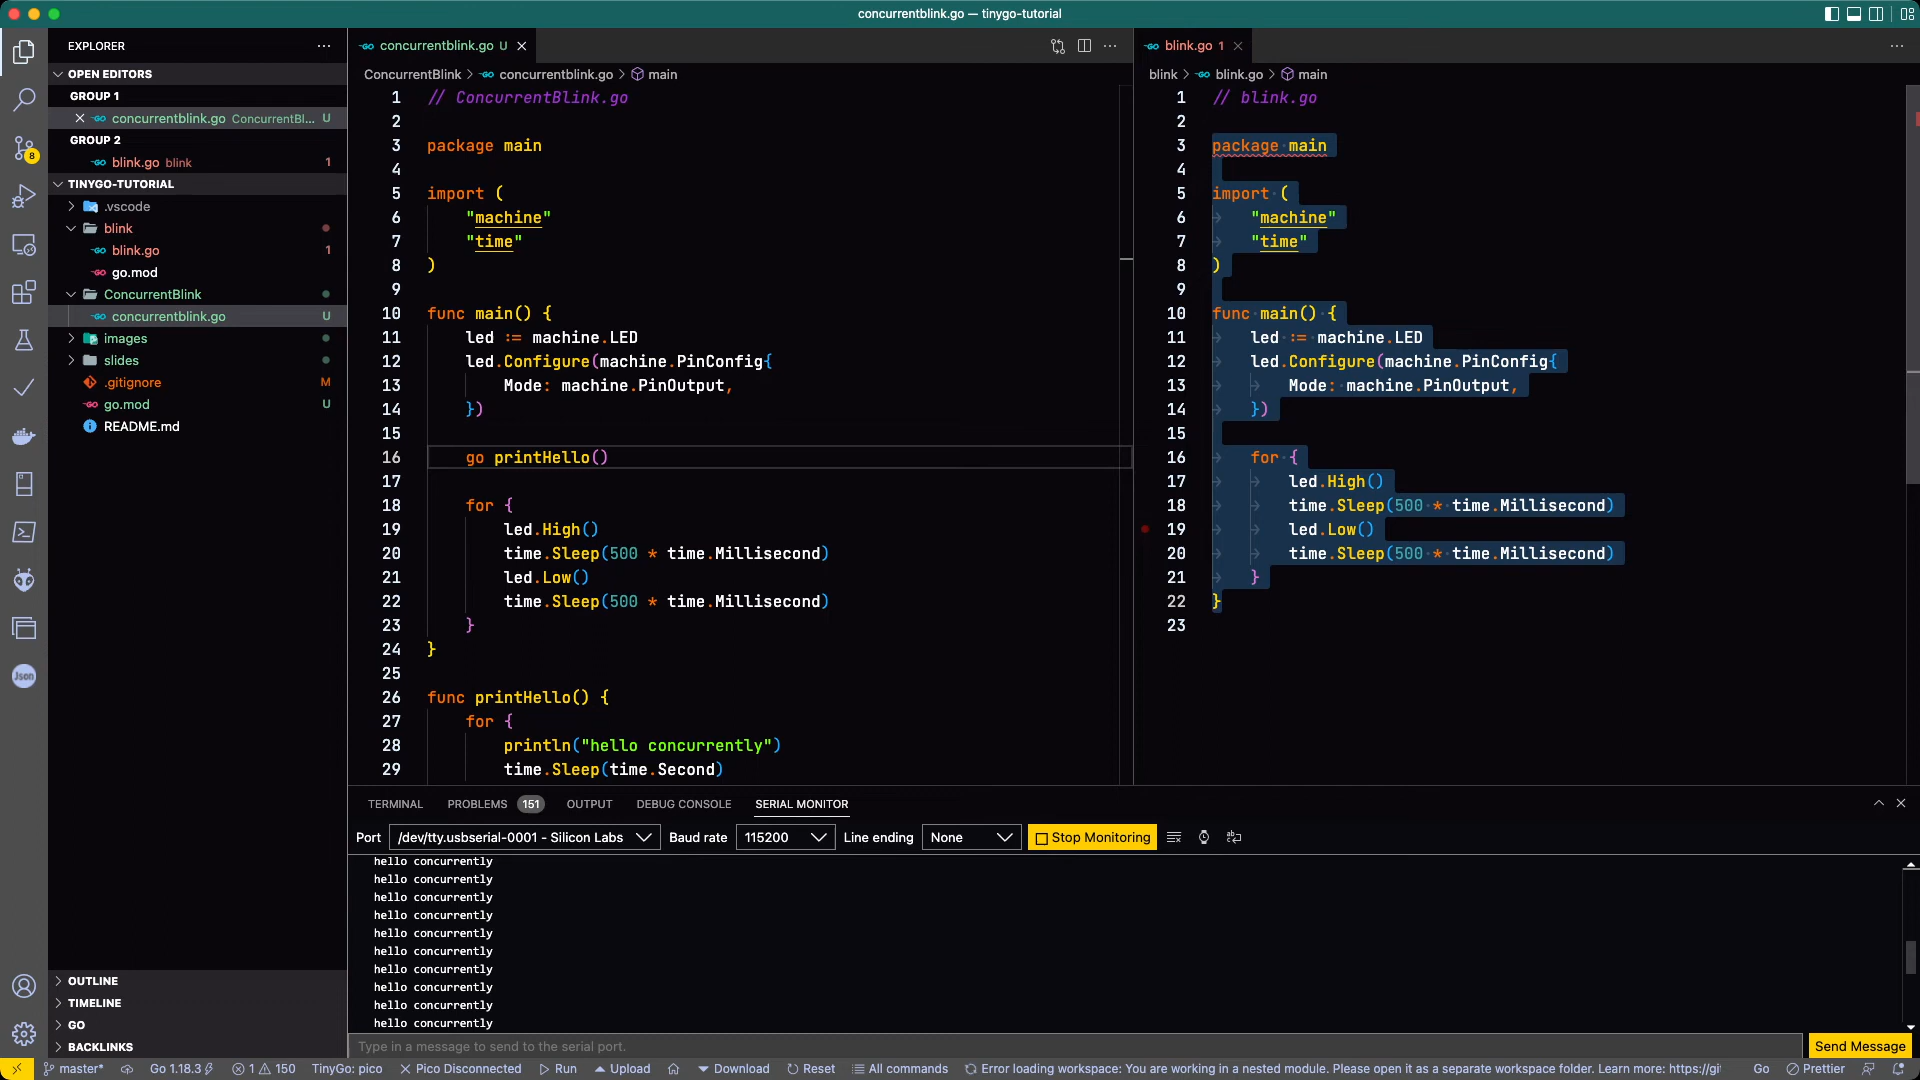 concurrentblink.go — tinygo-tutorial
EXPLORER
OPEN EDITORS
GROUP 1
concurrentblink.go ConcurrentBl... U
GROUP 2
blink.go blink 1
TINYGO-TUTORIAL
.vscode
blink
blink.go 1
go.mod
ConcurrentBlink
concurrentblink.go U
images
slides
.gitignore M
go.mod U
README.md
OUTLINE
TIMELINE
GO
BACKLINKS
8
Json
concurrentblink.go U
ConcurrentBlink > concurrentblink.go > main
1 // ConcurrentBlink.go
2
3 package main
4
5 import (
6 "machine"
7 "time"
8 )
9
10 func main() {
11 led := machine.LED
12 led.Configure(machine.PinConfig{
13 Mode: machine.PinOutput,
14 })
15
16 go printHello()
17
18 for {
19 led.High()
20 time.Sleep(500 * time.Millisecond)
21 led.Low()
22 time.Sleep(500 * time.Millisecond)
23 }
24 }
25
26 func printHello() {
27 for {
28 println("hello concurrently")
29 time.Sleep(time.Second)
blink.go 1
blink > blink.go > main
1 // blink.go
2
3 package main
4
5 import (
6 "machine"
7 "time"
8 )
9
10 func main() {
11 led := machine.LED
12 led.Configure(machine.PinConfig{
13 Mode: machine.PinOutput,
14 })
15
16 for {
17 led.High()
18 time.Sleep(500 * time.Millisecond)
19 led.Low()
20 time.Sleep(500 * time.Millisecond)
21 }
22 }
23
TERMINAL PROBLEMS 151 OUTPUT DEBUG CONSOLE SERIAL MONITOR
Port /dev/tty.usbserial-0001 - Silicon Labs Baud rate 115200 Line ending None Stop Monitoring
hello concurrently
hello concurrently
hello concurrently
hello concurrently
hello concurrently
hello concurrently
hello concurrently
hello concurrently
hello concurrently
hello concurrently
Type in a message to send to the serial port. Send Message
master* Go 1.18.3 1 150 TinyGo: pico Pico Disconnected Run Upload Download Reset All commands Error loading workspace: You are working in a nested module. Please open it as a separate workspace folder. Learn more: https://gi Go Prettier